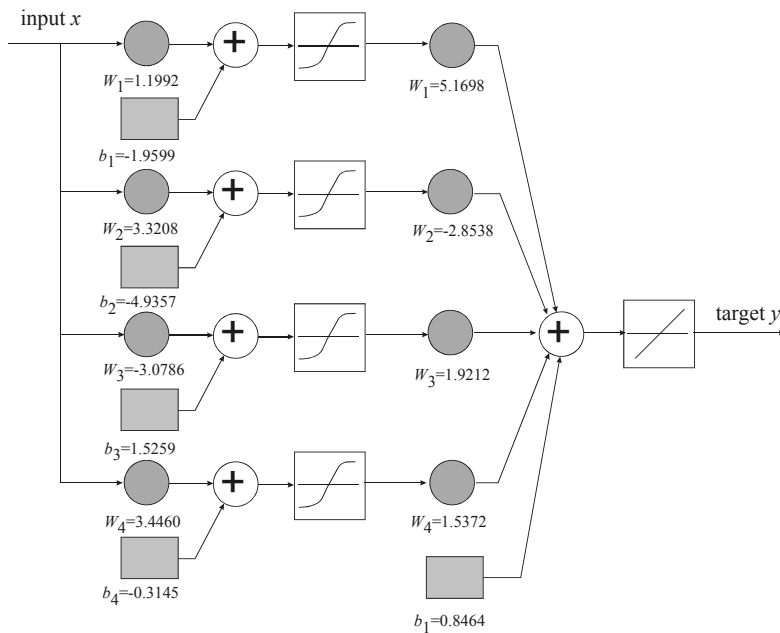 input x
W1=1.1992
W1=5.1698
b1=-1.9599
W2=3.3208
W2=-2.8538
b2=-4.9357
target y
W3=-3.0786
W3=1.9212
b3=1.5259
W4=3.4460
W4=1.5372
b4=-0.3145
b1=0.8464